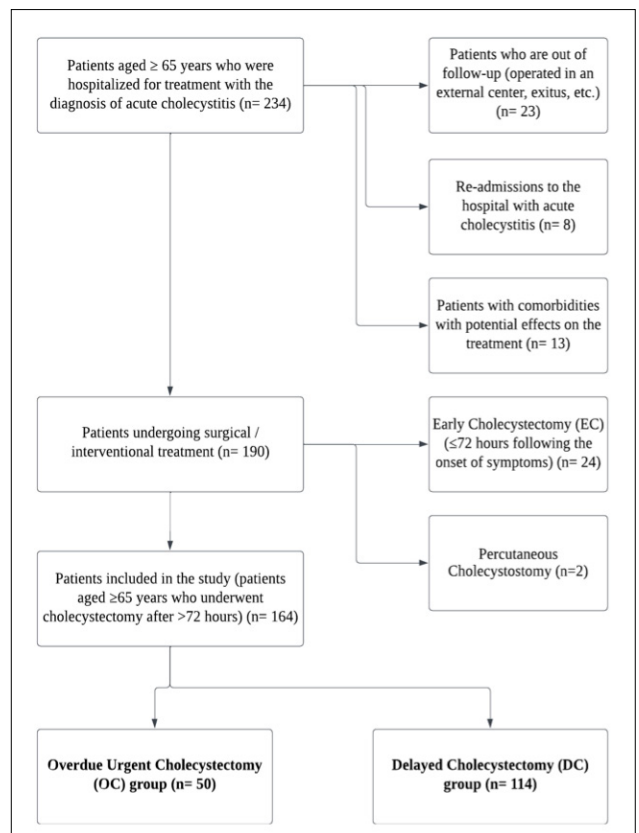 Patients aged ≥ 65 years who were
hospitalized for treatment with the
diagnosis of acute cholecystitis (n= 234)
Patients who are out of
follow-up (operated in an
external center, exitus, etc.)
(n= 23)
Re-admissions to the
hospital with acute
cholecystitis (n= 8)
Patients with comorbidities
with potential effects on the
treatment (n= 13)
Patients undergoing surgical /
interventional treatment (n= 190)
Early Cholecystectomy (EC)
(≤72 hours following the
onset of symptoms) (n= 24)
Percutaneous
Cholecystostomy (n=2)
Patients included in the study (patients
aged ≥65 years who underwent
cholecystectomy after >72 hours) (n= 164)
Overdue Urgent Cholecystectomy
(OC) group (n= 50)
Delayed Cholecystectomy (DC)
group (n= 114)